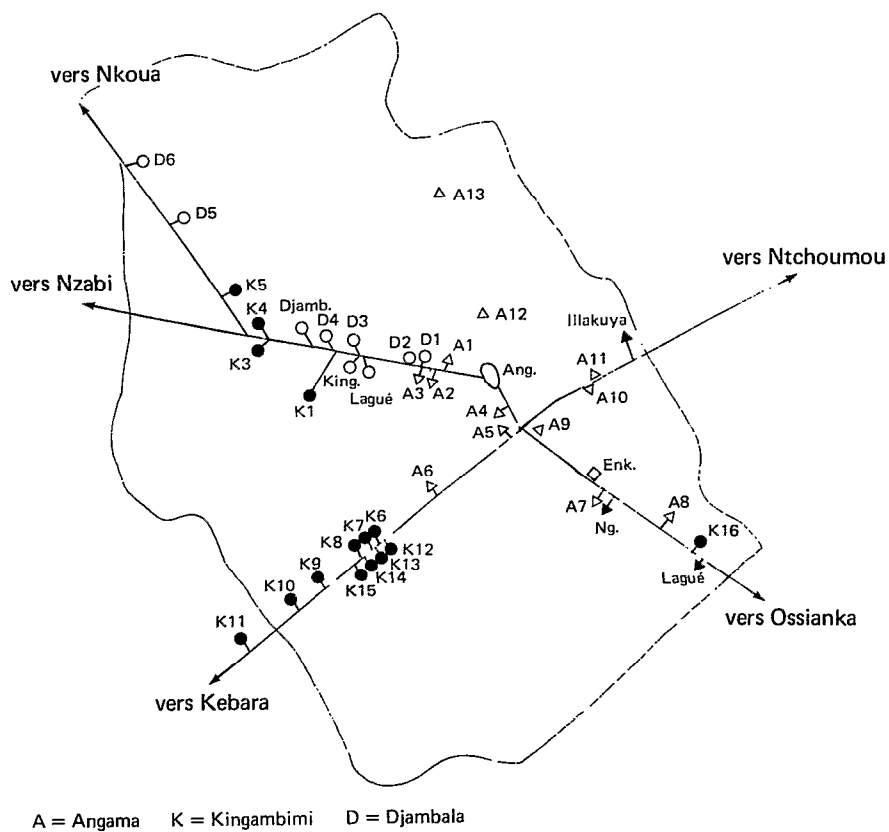 vers Nkoua
D6
A13
D5
vers Ntchoumou
vers Nzabi
K5
K4
Djamb.
D4
D3
A12
Illakuya
D2
D1
A1
K3
King.
Lagué
A3
A2
Ang.
A11
A10
K1
A4
A5
A9
A6
Enk.
A7
Ng.
A8
K16
Lagué
K7
K6
K8
K12
K13
K14
K15
K9
K10
K11
vers Ossianka
vers Kebara
A = Angama K = Kingambimi D = Djambala